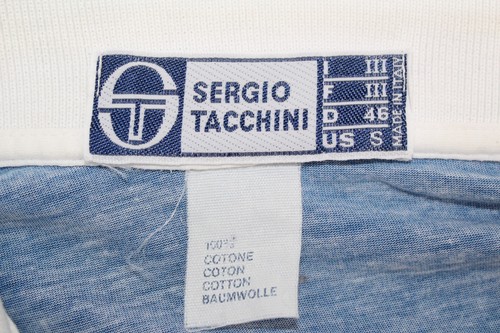 SERGIO
TACCHINI
I III
F III
D 46
US S
MADE IN ITALY
100%
COTONE
COTON
COTTON
BAUMWOLLE